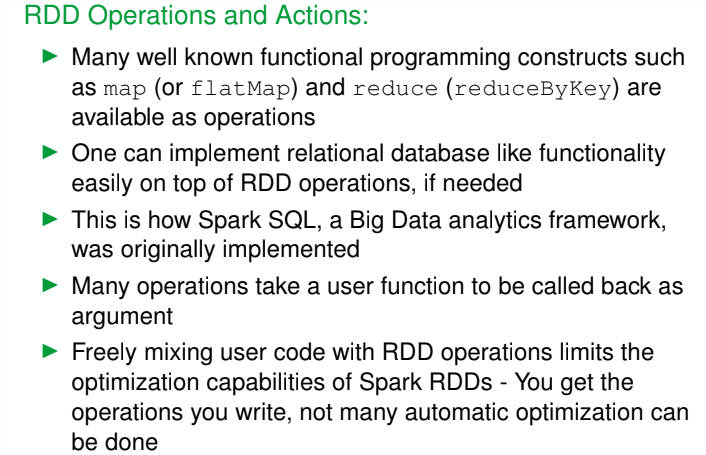 RDD Operations and Actions:
▶ Many well known functional programming constructs such
as map (or flatMap) and reduce (reduceByKey) are
available as operations
▶ One can implement relational database like functionality
easily on top of RDD operations, if needed
▶ This is how Spark SQL, a Big Data analytics framework,
was originally implemented
▶ Many operations take a user function to be called back as
argument
▶ Freely mixing user code with RDD operations limits the
optimization capabilities of Spark RDDs - You get the
operations you write, not many automatic optimization can
be done